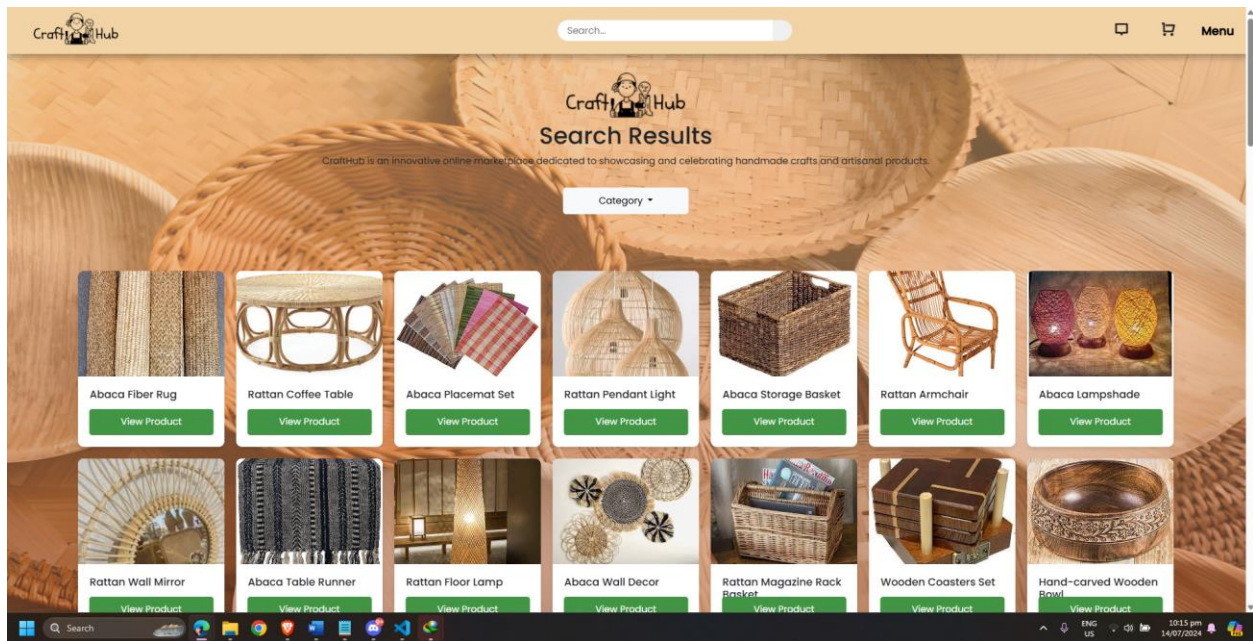 Craft Hub
Search...
Menu
Craft Hub
Search Results
CraftHub is an innovative online marketplace dedicated to showcasing and celebrating handmade crafts and artisanal products.
Category
Abaca Fiber Rug
Rattan Coffee Table
Abaca Placemat Set
Rattan Pendant Light
Abaca Storage Basket
Rattan Armchair
Abaca Lampshade
View Product
View Product
View Product
View Product
View Product
View Product
View Product
Rattan Wall Mirror
Abaca Table Runner
Rattan Floor Lamp
Abaca Wall Decor
Rattan Magazine Rack
Basket
Wooden Coasters Set
Hand-carved Wooden
Bowl
View Product
View Product
View Product
View Product
View Product
View Product
View Product
Search
ENG
US
10:15 pm
14/07/2024